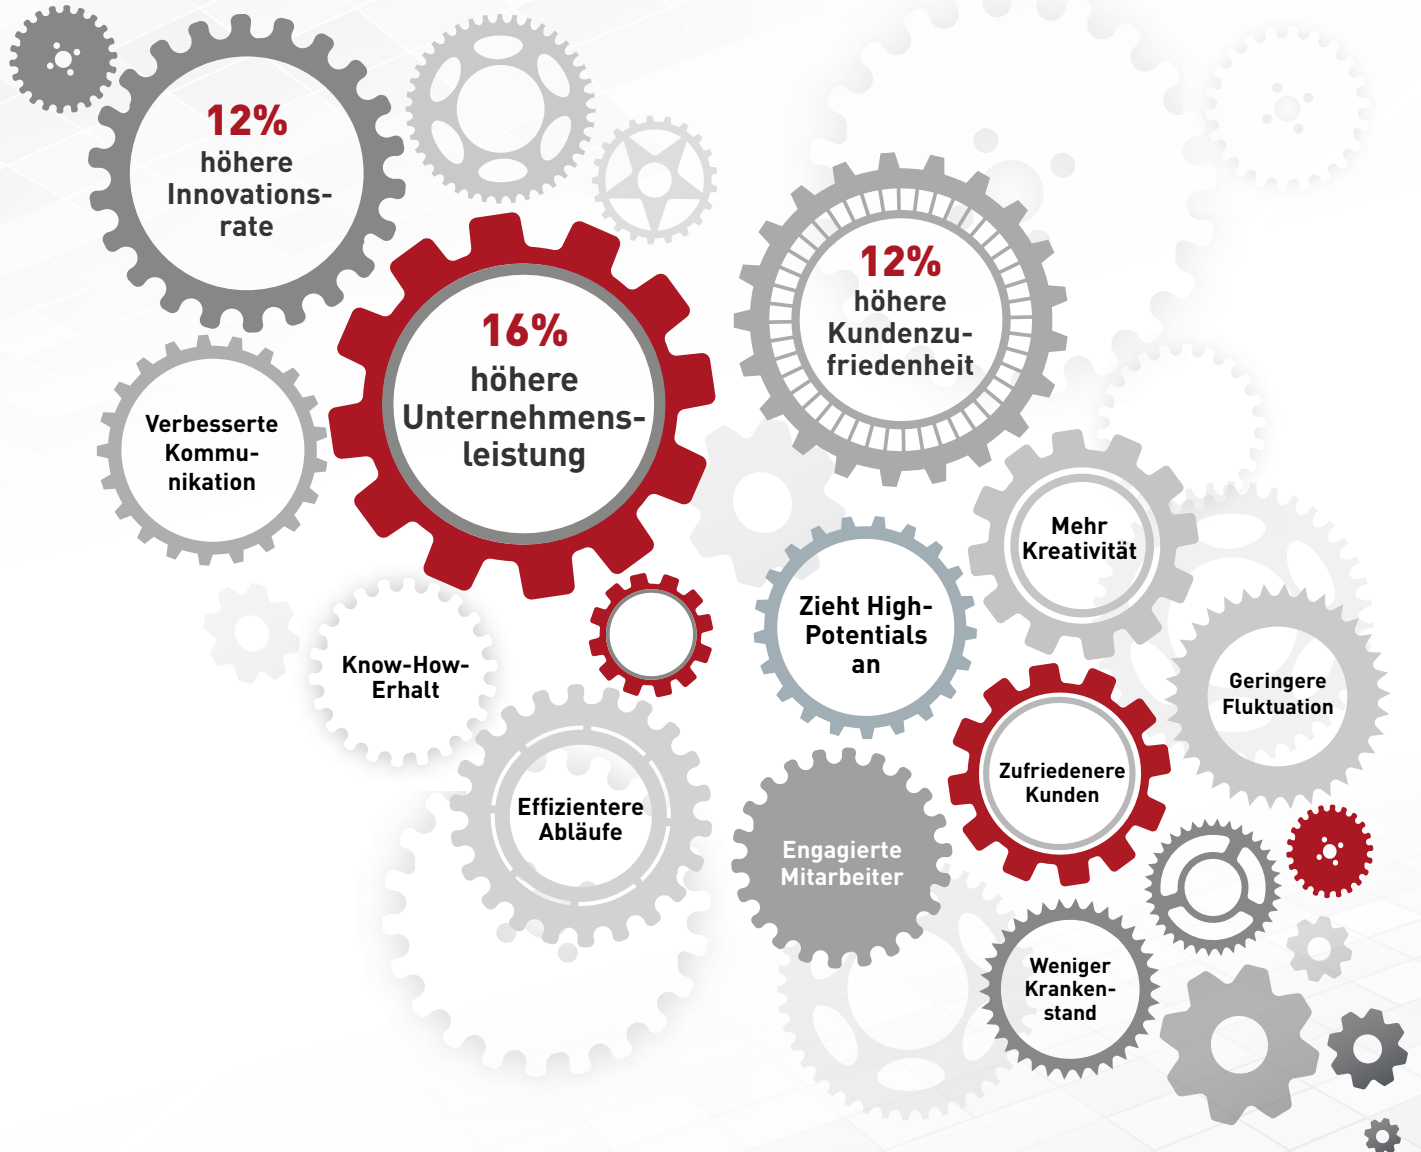 12%
höhere
Innovations-
rate
16%
höhere
Unternehmens-
leistung
12%
höhere
Kundenzu-
friedenheit
Verbesserte
Kommu-
nikation
Mehr
Kreativität
Zieht High-
Potentials
an
Know-How-
Erhalt
Geringere
Fluktuation
Zufriedenere
Kunden
Effizientere
Abläufe
Engagierte
Mitarbeiter
Weniger
Kranken-
stand